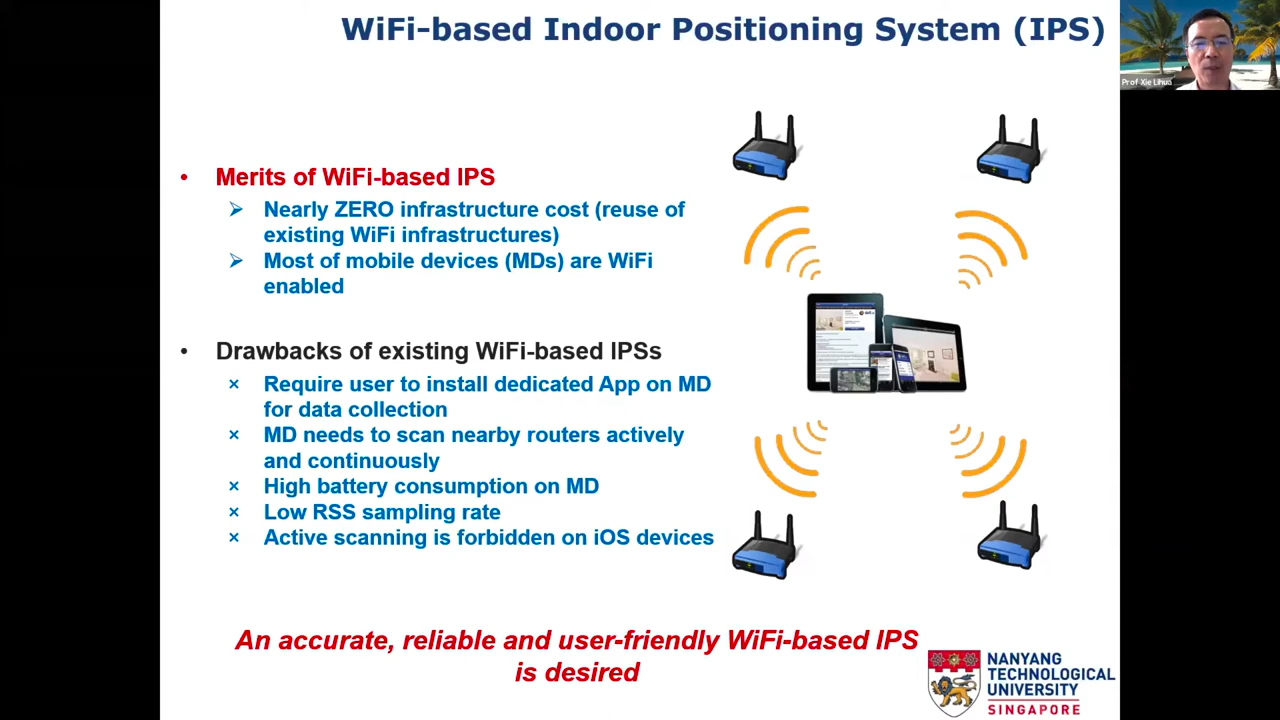 WiFi-based Indoor Positioning System (IPS)
Prof Xie Lihua
• Merits of WiFi-based IPS
➢ Nearly ZERO infrastructure cost (reuse of
existing WiFi infrastructures)
➢ Most of mobile devices (MDs) are WiFi
enabled
• Drawbacks of existing WiFi-based IPSs
× Require user to install dedicated App on MD
for data collection
× MD needs to scan nearby routers actively
and continuously
× High battery consumption on MD
× Low RSS sampling rate
× Active scanning is forbidden on iOS devices
An accurate, reliable and user-friendly WiFi-based IPS
is desired
NANYANG
TECHNOLOGICAL
UNIVERSITY
SINGAPORE